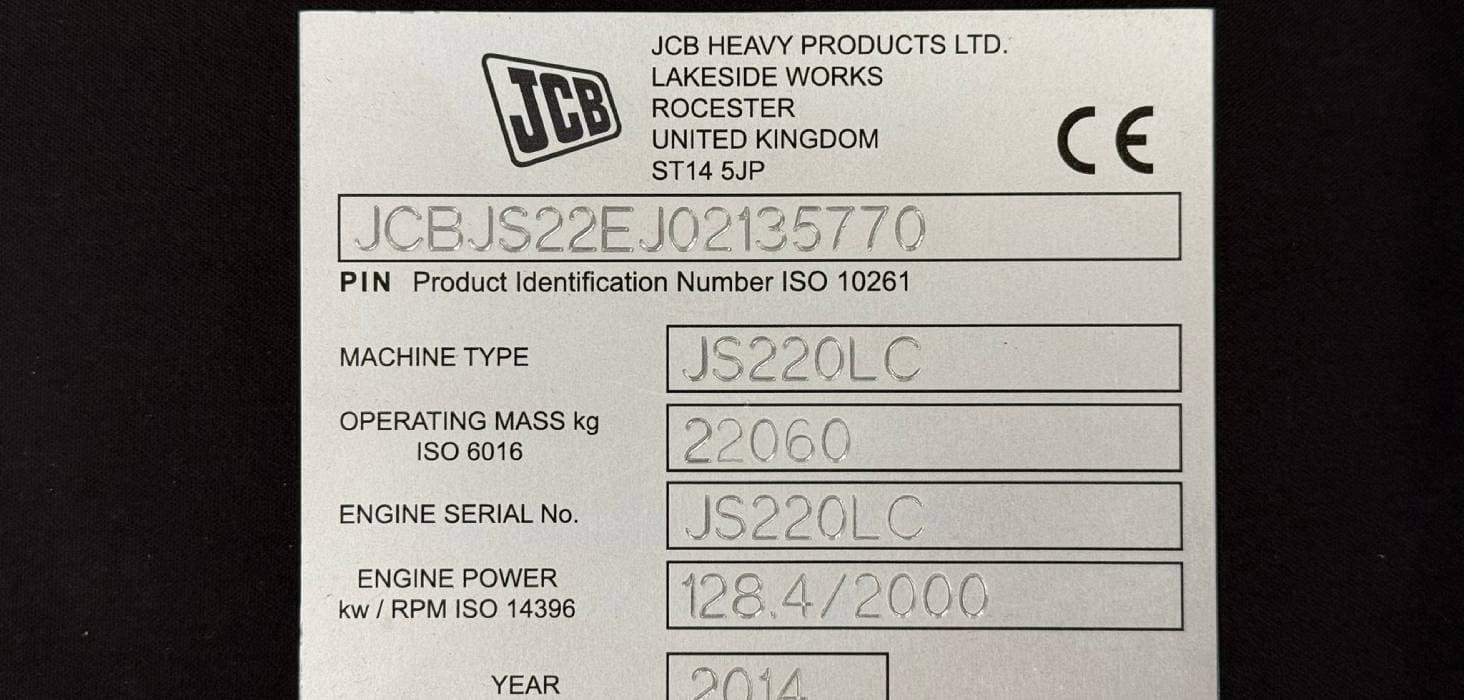 JCB
JCB HEAVY PRODUCTS LTD.
LAKESIDE WORKS
ROCESTER
UNITED KINGDOM
ST14 5JP
CE
JCBJS22EJ02135770
PIN Product Identification Number ISO 10261
MACHINE TYPE JS220LC
OPERATING MASS kg
ISO 6016
22060
ENGINE SERIAL No. JS220LC
ENGINE POWER
kw / RPM ISO 14396
128.4/2000
YEAR 2014